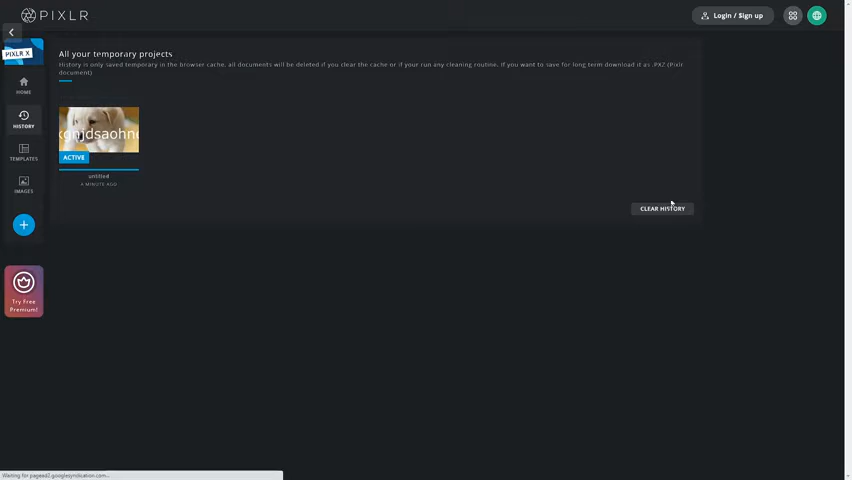 PIXLR
Login / Sign up
PIXLR X
All your temporary projects
History is only saved temporary in the browser cache, all documents will be deleted if you clear the cache or if your run any cleaning routine. If you want to save for long term download it as .PXZ (Pixlr
document)
HOME
HISTORY
TEMPLATES
IMAGES
ACTIVE
untitled
A MINUTE AGO
CLEAR HISTORY
Try Free
Premium!
Waiting for pagead2.googlesyndication.com...